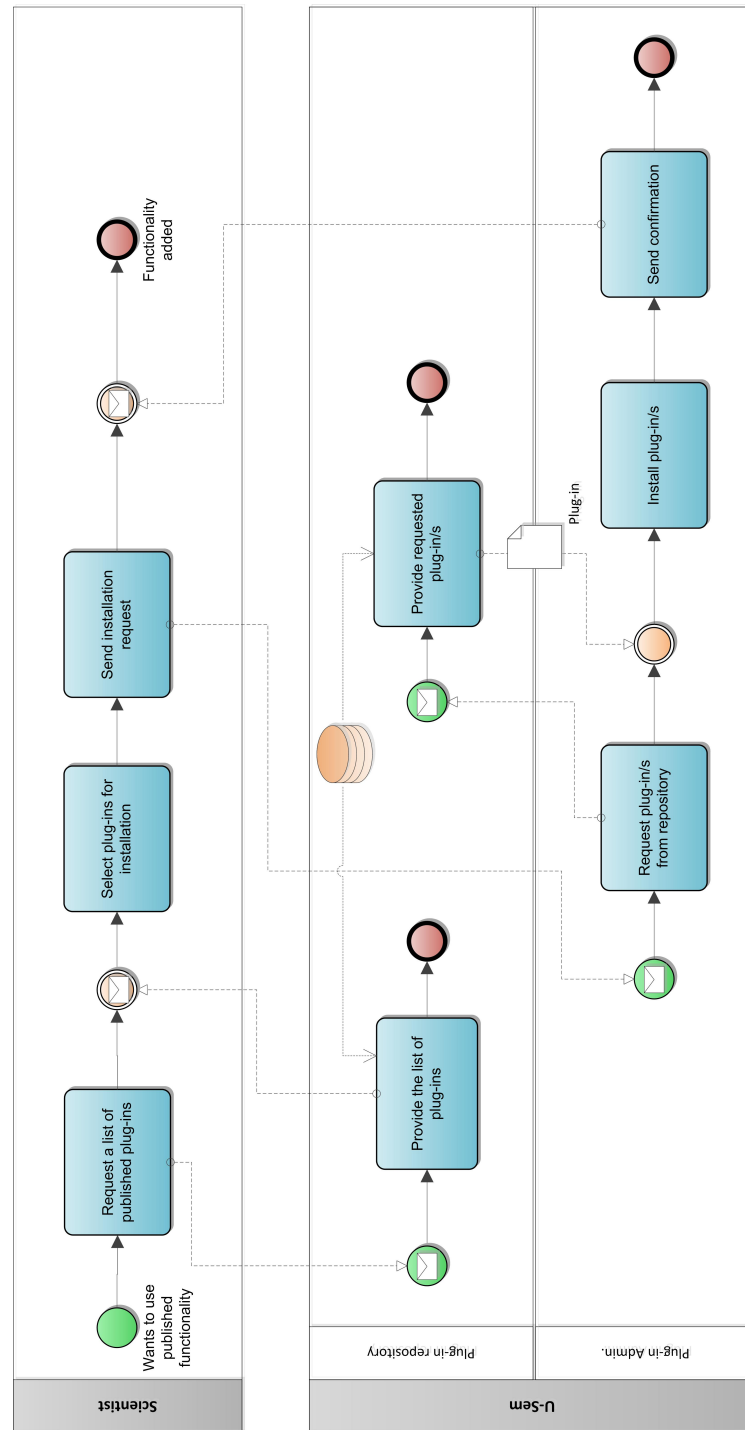 Scientist
Wants to use
published
functionality
Request a list of
published plug-ins
Select plug-ins for
installation
Send installation
request
Functionality
added
U-Sem
Plug-in repository
Provide the list of
plug-ins
Provide requested
plug-in/s
Plug-in
Plug-in Admin.
Request plug-in/s
from repository
Install plug-in/s
Send confirmation